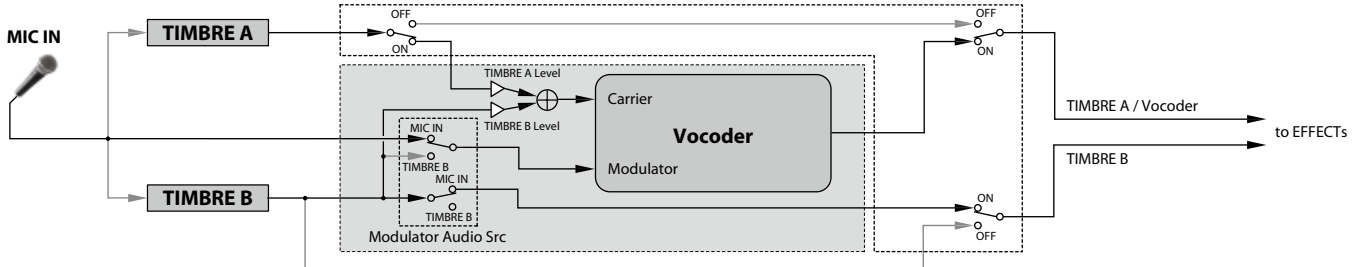 MIC IN
TIMBRE A
OFF
ON
OFF
ON
TIMBRE A Level
TIMBRE B Level
Carrier
Vocoder
Modulator
TIMBRE A / Vocoder
to EFFECTs
TIMBRE B
MIC IN
TIMBRE B
MIC IN
TIMBRE B
TIMBRE B
Modulator Audio Src
ON
OFF